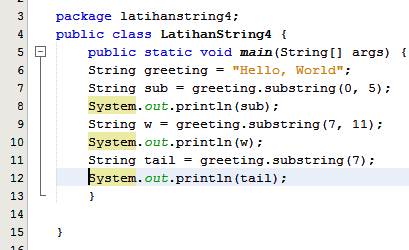 3 package latihanstring4;
4 public class LatihanString4 {
5 public static void main(String[] args) {
6 String greeting = "Hello, World";
7 String sub = greeting.substring(0, 5);
8 System.out.println(sub);
9 String w = greeting.substring(7, 11);
10 System.out.println(w);
11 String tail = greeting.substring(7);
12 System.out.println(tail);
13 }
14
15 }